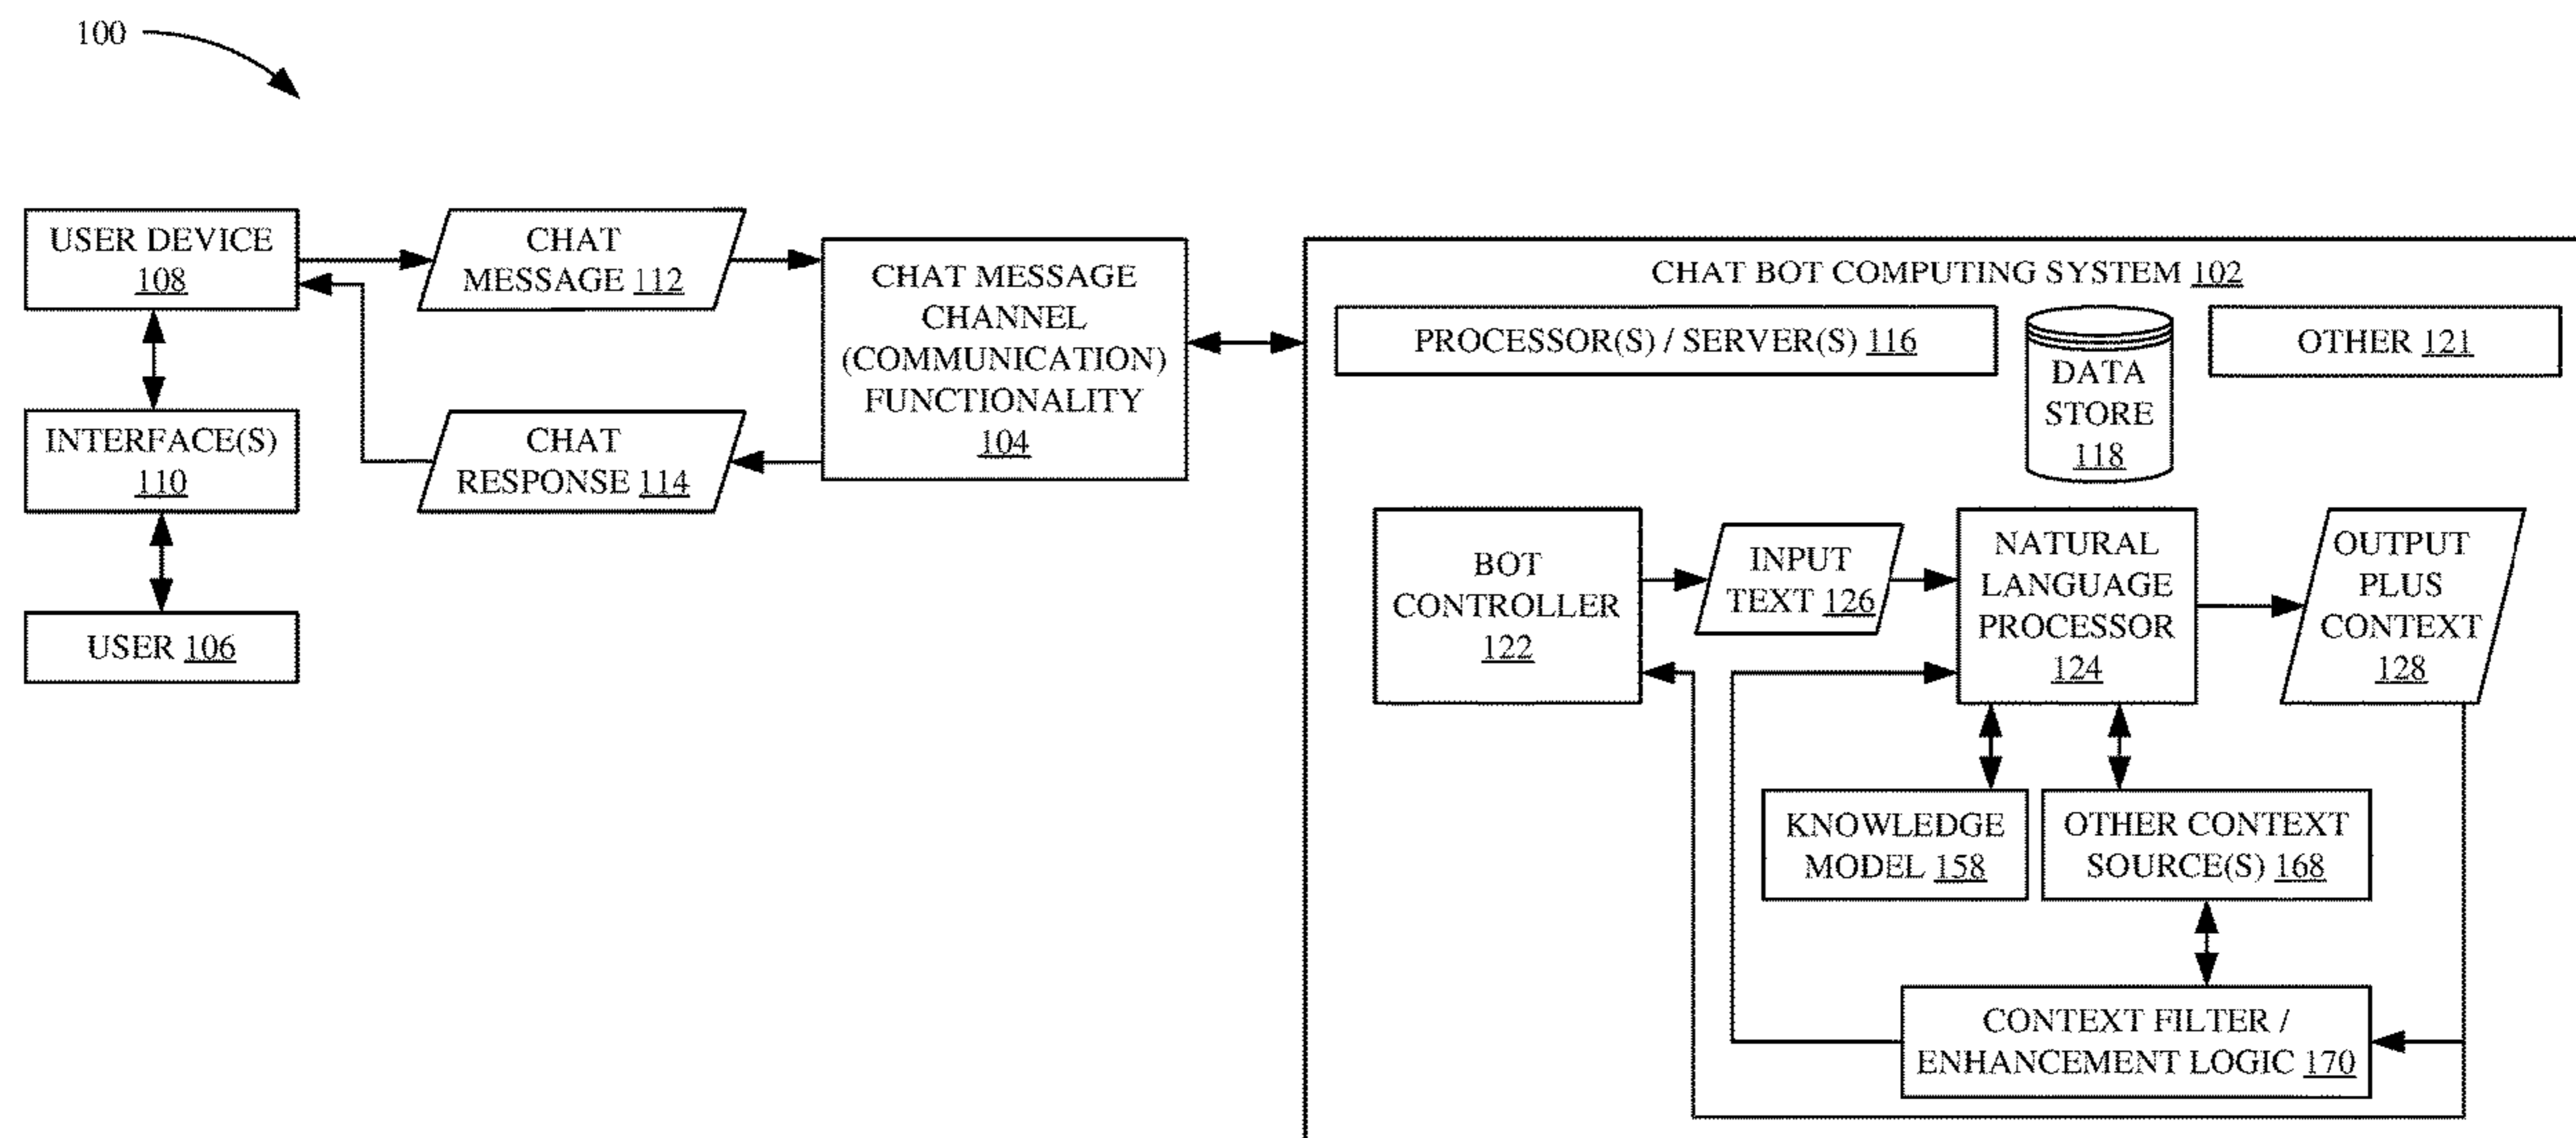 100
USER DEVICE
108
CHAT
MESSAGE 112
CHAT MESSAGE
CHANNEL
(COMMUNICATION)
FUNCTIONALITY
104
INTERFACE(S)
110
CHAT
RESPONSE 114
USER 106
CHAT BOT COMPUTING SYSTEM 102
PROCESSOR(S) / SERVER(S) 116
DATA
STORE
118
OTHER 121
BOT
CONTROLLER
122
INPUT
TEXT 126
NATURAL
LANGUAGE
PROCESSOR
124
OUTPUT
PLUS
CONTEXT
128
KNOWLEDGE
MODEL 158
OTHER CONTEXT
SOURCE(S) 168
CONTEXT FILTER /
ENHANCEMENT LOGIC 170